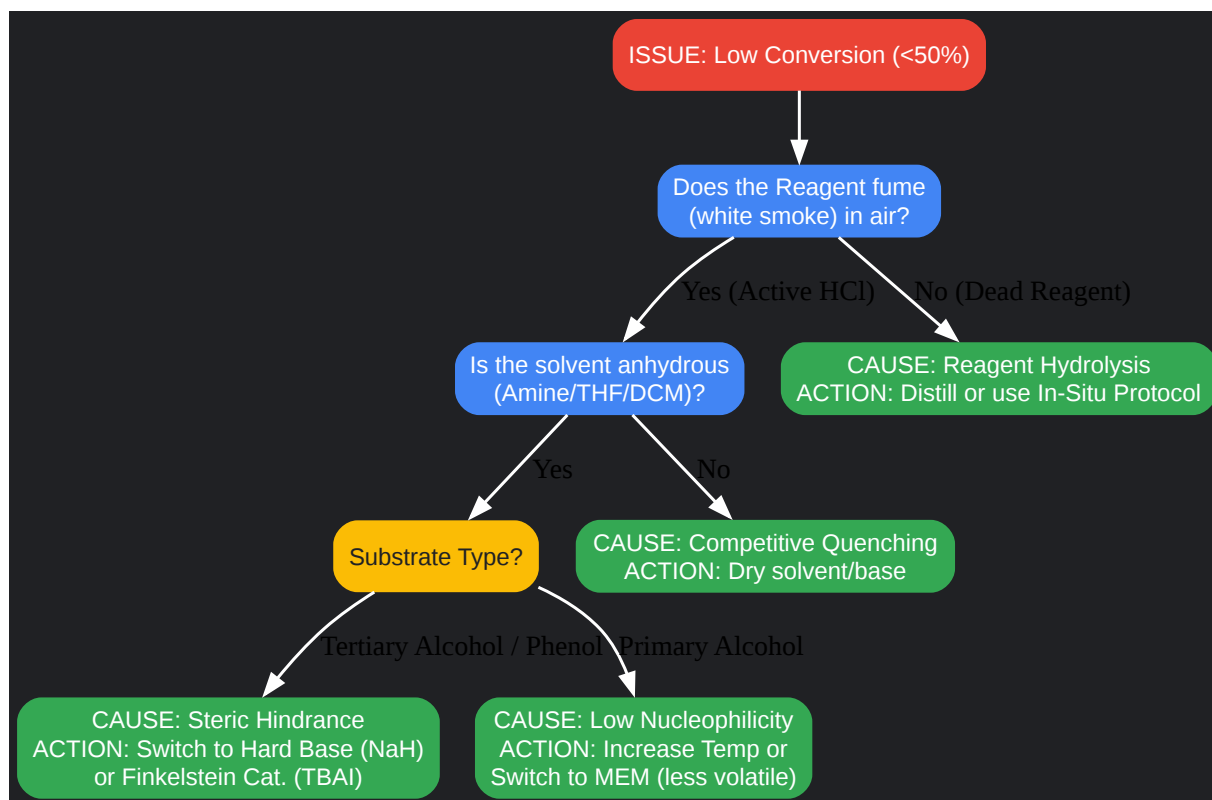 ISSUE: Low Conversion (<50%)
Does the Reagent fume
(white smoke) in air?
Yes (Active HCl)
No (Dead Reagent)
Is the solvent anhydrous
(Amine/THF/DCM)?
CAUSE: Reagent Hydrolysis
ACTION: Distill or use In-Situ Protocol
Yes
No
Substrate Type?
CAUSE: Competitive Quenching
ACTION: Dry solvent/base
Tertiary Alcohol / Phenol
Primary Alcohol
CAUSE: Steric Hindrance
ACTION: Switch to Hard Base (NaH)
or Finkelstein Cat. (TBAI)
CAUSE: Low Nucleophilicity
ACTION: Increase Temp or
Switch to MEM (less volatile)